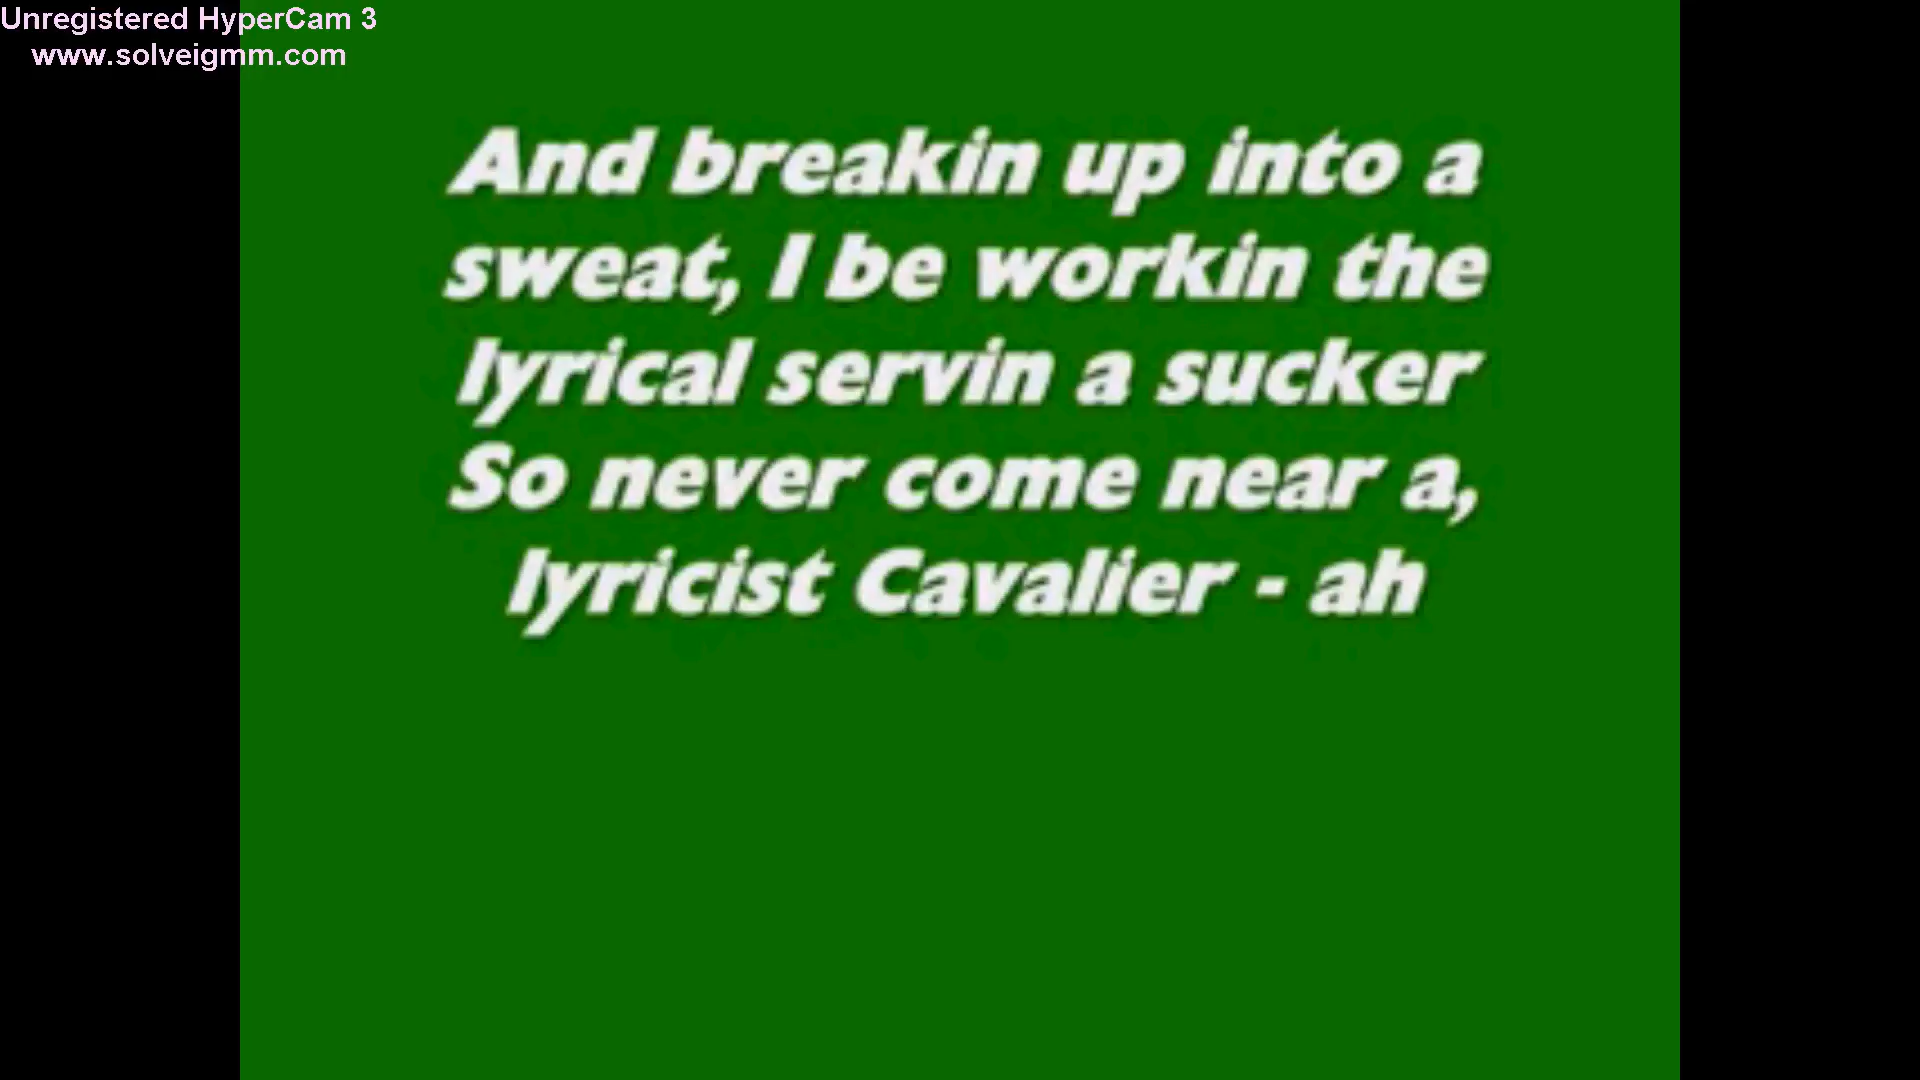 Unregistered HyperCam 3
www.solveigmm.com
And breakin up into a
sweat, I be workin the
lyrical servin a sucker
So never come near a,
lyricist Cavalier - ah